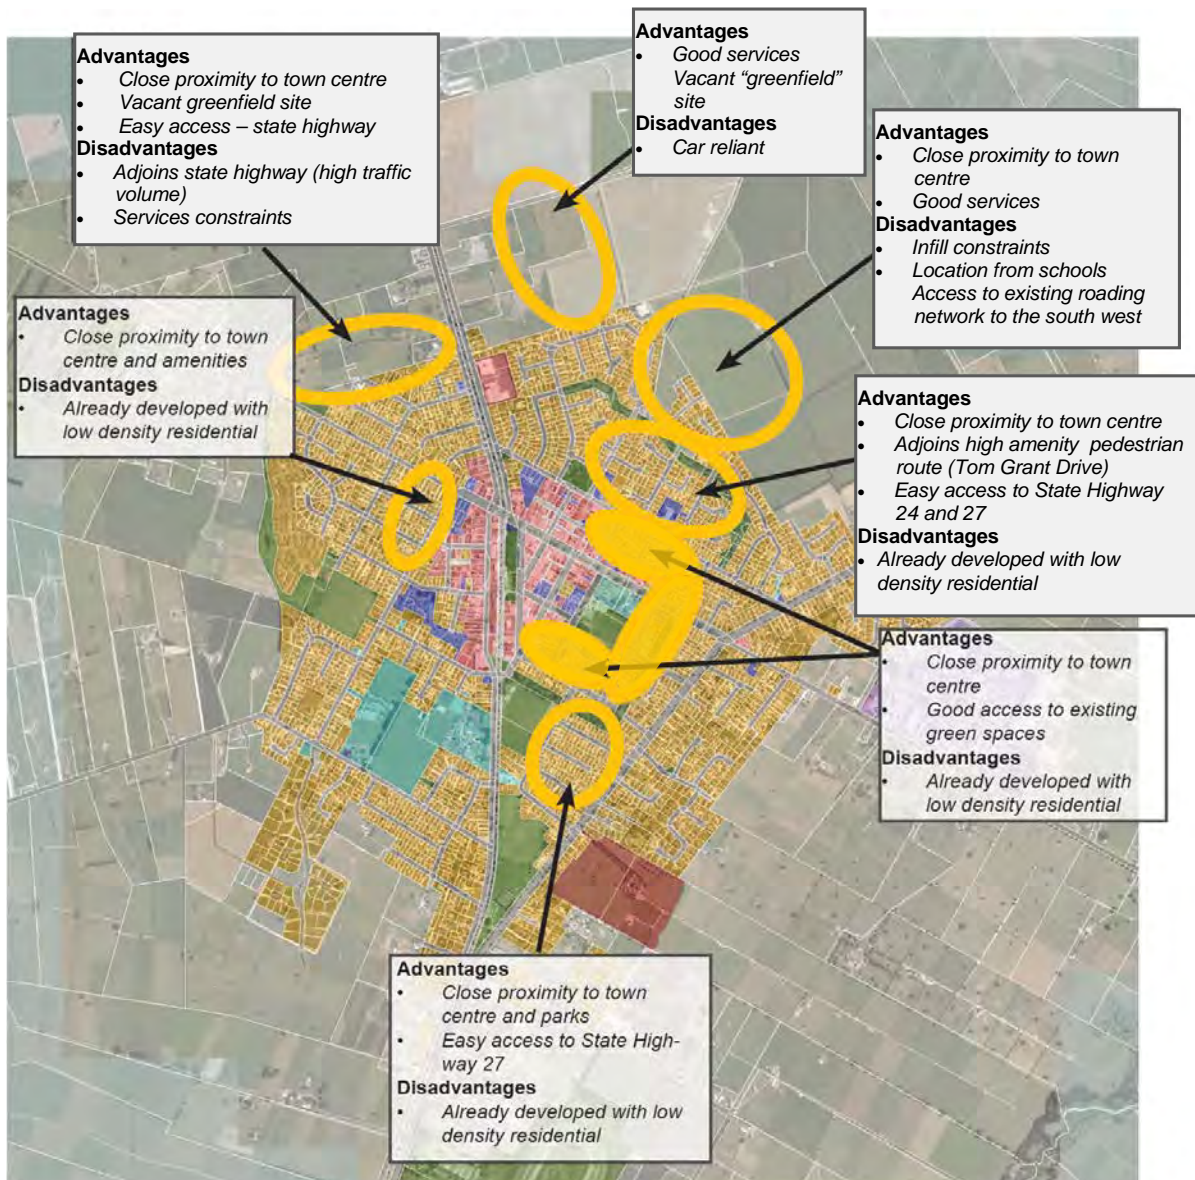 Advantages
• Close proximity to town centre
• Vacant greenfield site
• Easy access – state highway
Disadvantages
• Adjoins state highway (high traffic
volume)
• Services constraints
Advantages
• Good services
Vacant “greenfield”
site
Disadvantages
• Car reliant
Advantages
• Close proximity to town
centre
• Good services
Disadvantages
• Infill constraints
• Location from schools
Access to existing roading
network to the south west
Advantages
• Close proximity to town
centre and amenities
Disadvantages
• Already developed with
low density residential
Advantages
• Close proximity to town centre
• Adjoins high amenity pedestrian
route (Tom Grant Drive)
• Easy access to State Highway
24 and 27
Disadvantages
• Already developed with low
density residential
Advantages
• Close proximity to town
centre
• Good access to existing
green spaces
Disadvantages
• Already developed with
low density residential
Advantages
• Close proximity to town
centre and parks
• Easy access to State High-
way 27
Disadvantages
• Already developed with low
density residential